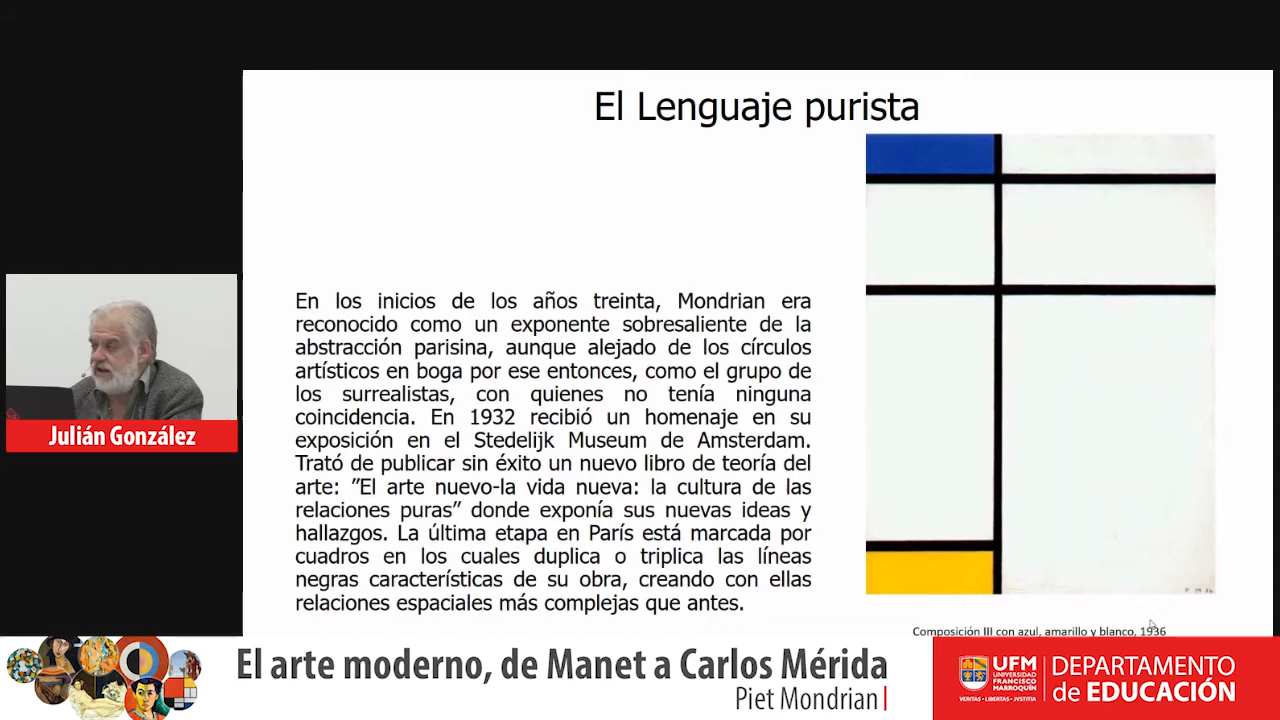 El Lenguaje purista
En los inicios de los años treinta, Mondrian era
reconocido como un exponente sobresaliente de la
abstracción parisina, aunque alejado de los círculos
artísticos en boga por ese entonces, como el grupo de
los surrealistas, con quienes no tenía ninguna
coincidencia. En 1932 recibió un homenaje en su
exposición en el Stedelijk Museum de Amsterdam.
Trató de publicar sin éxito un nuevo libro de teoría del
arte: ”El arte nuevo-la vida nueva: la cultura de las
relaciones puras” donde exponía sus nuevas ideas y
hallazgos. La última etapa en París está marcada por
cuadros en los cuales duplica o triplica las líneas
negras características de su obra, creando con ellas
relaciones espaciales más complejas que antes.
Composición III con azul, amarillo y blanco, 1936
Julián González
El arte moderno, de Manet a Carlos Mérida
Piet Mondrian
UFM
UNIVERSIDAD
FRANCISCO
MARROQUÍN
VERITAS · LIBERTAS · JVSTITIA
DEPARTAMENTO
de EDUCACIÓN